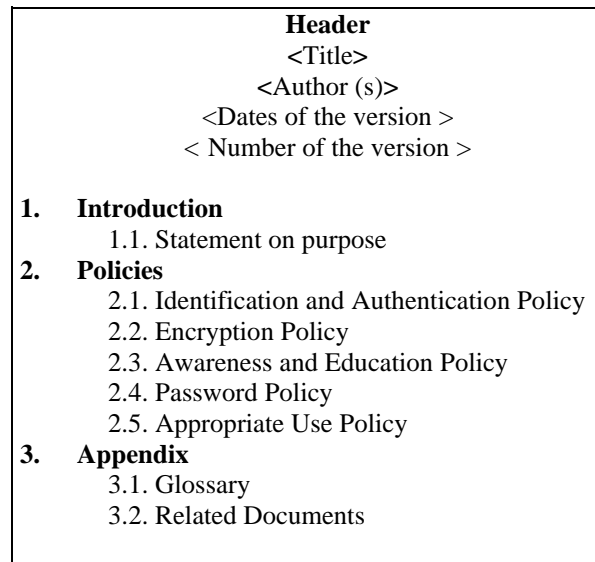 Header
<Title>
<Author (s)>
<Dates of the version >
< Number of the version >
1. Introduction
1.1. Statement on purpose
2. Policies
2.1. Identification and Authentication Policy
2.2. Encryption Policy
2.3. Awareness and Education Policy
2.4. Password Policy
2.5. Appropriate Use Policy
3. Appendix
3.1. Glossary
3.2. Related Documents